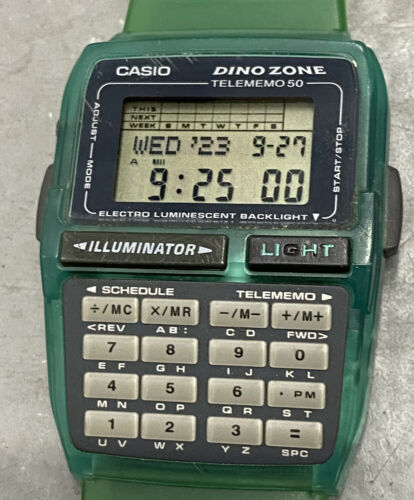 CASIO DINO ZONE
TELEMEMO 50
ADJUST
MODE
START/STOP
THIS
NEXT
WEEK S M T W T F S
WED '23 9-27
A
9:25 00
ELECTRO LUMINESCENT BACKLIGHT ▼
◄ILLUMINATOR► LIGHT
◄ SCHEDULE TELEMEMO ►
÷/MC ×/MR −/M− +/M+
<REV AB: CD FWD>
7 8 9 0
EF GH IJ KL
4 5 6 · PM
MN OP QR ST
1 2 3 =
UV WX YZ SPC